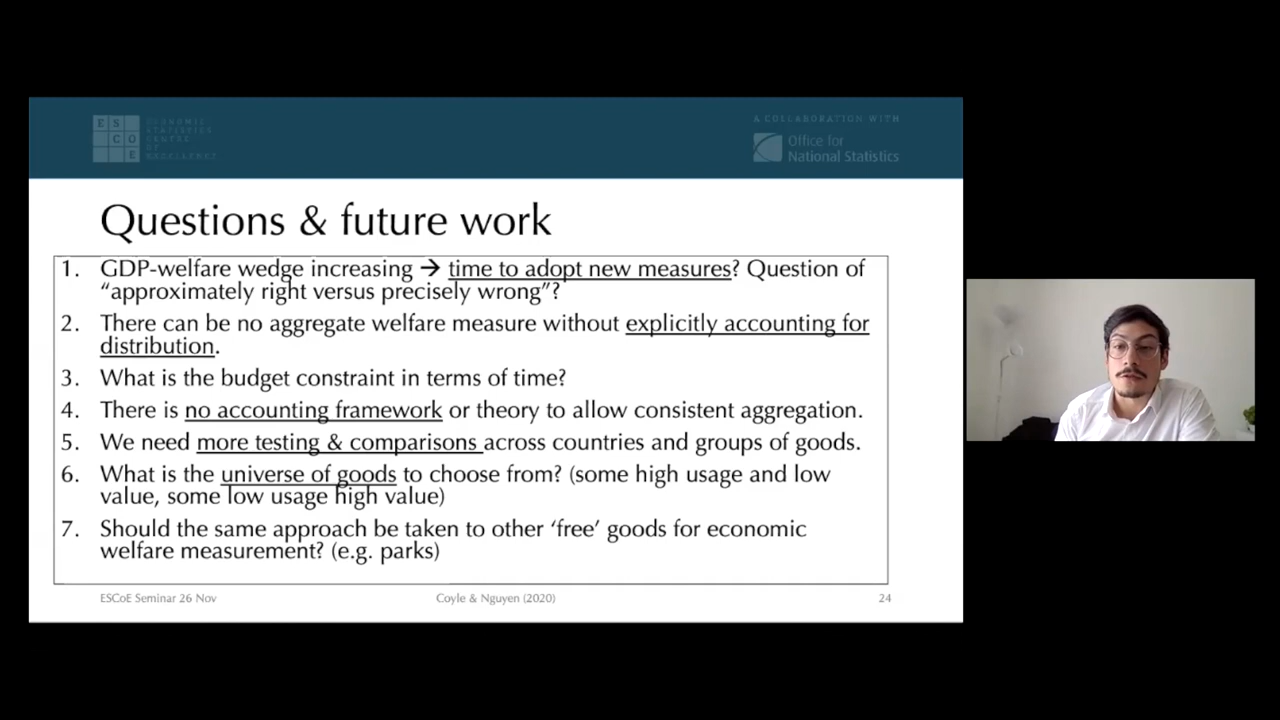 E S
C O
E
ECONOMIC
STATISTICS
CENTRE
OF
EXCELLENCE
A COLLABORATION WITH
Office for
National Statistics
Questions & future work
1. GDP-welfare wedge increasing → time to adopt new measures? Question of
“approximately right versus precisely wrong”?
2. There can be no aggregate welfare measure without explicitly accounting for
distribution.
3. What is the budget constraint in terms of time?
4. There is no accounting framework or theory to allow consistent aggregation.
5. We need more testing & comparisons across countries and groups of goods.
6. What is the universe of goods to choose from? (some high usage and low
value, some low usage high value)
7. Should the same approach be taken to other ‘free’ goods for economic
welfare measurement? (e.g. parks)
ESCoE Seminar 26 Nov
Coyle & Nguyen (2020)
24